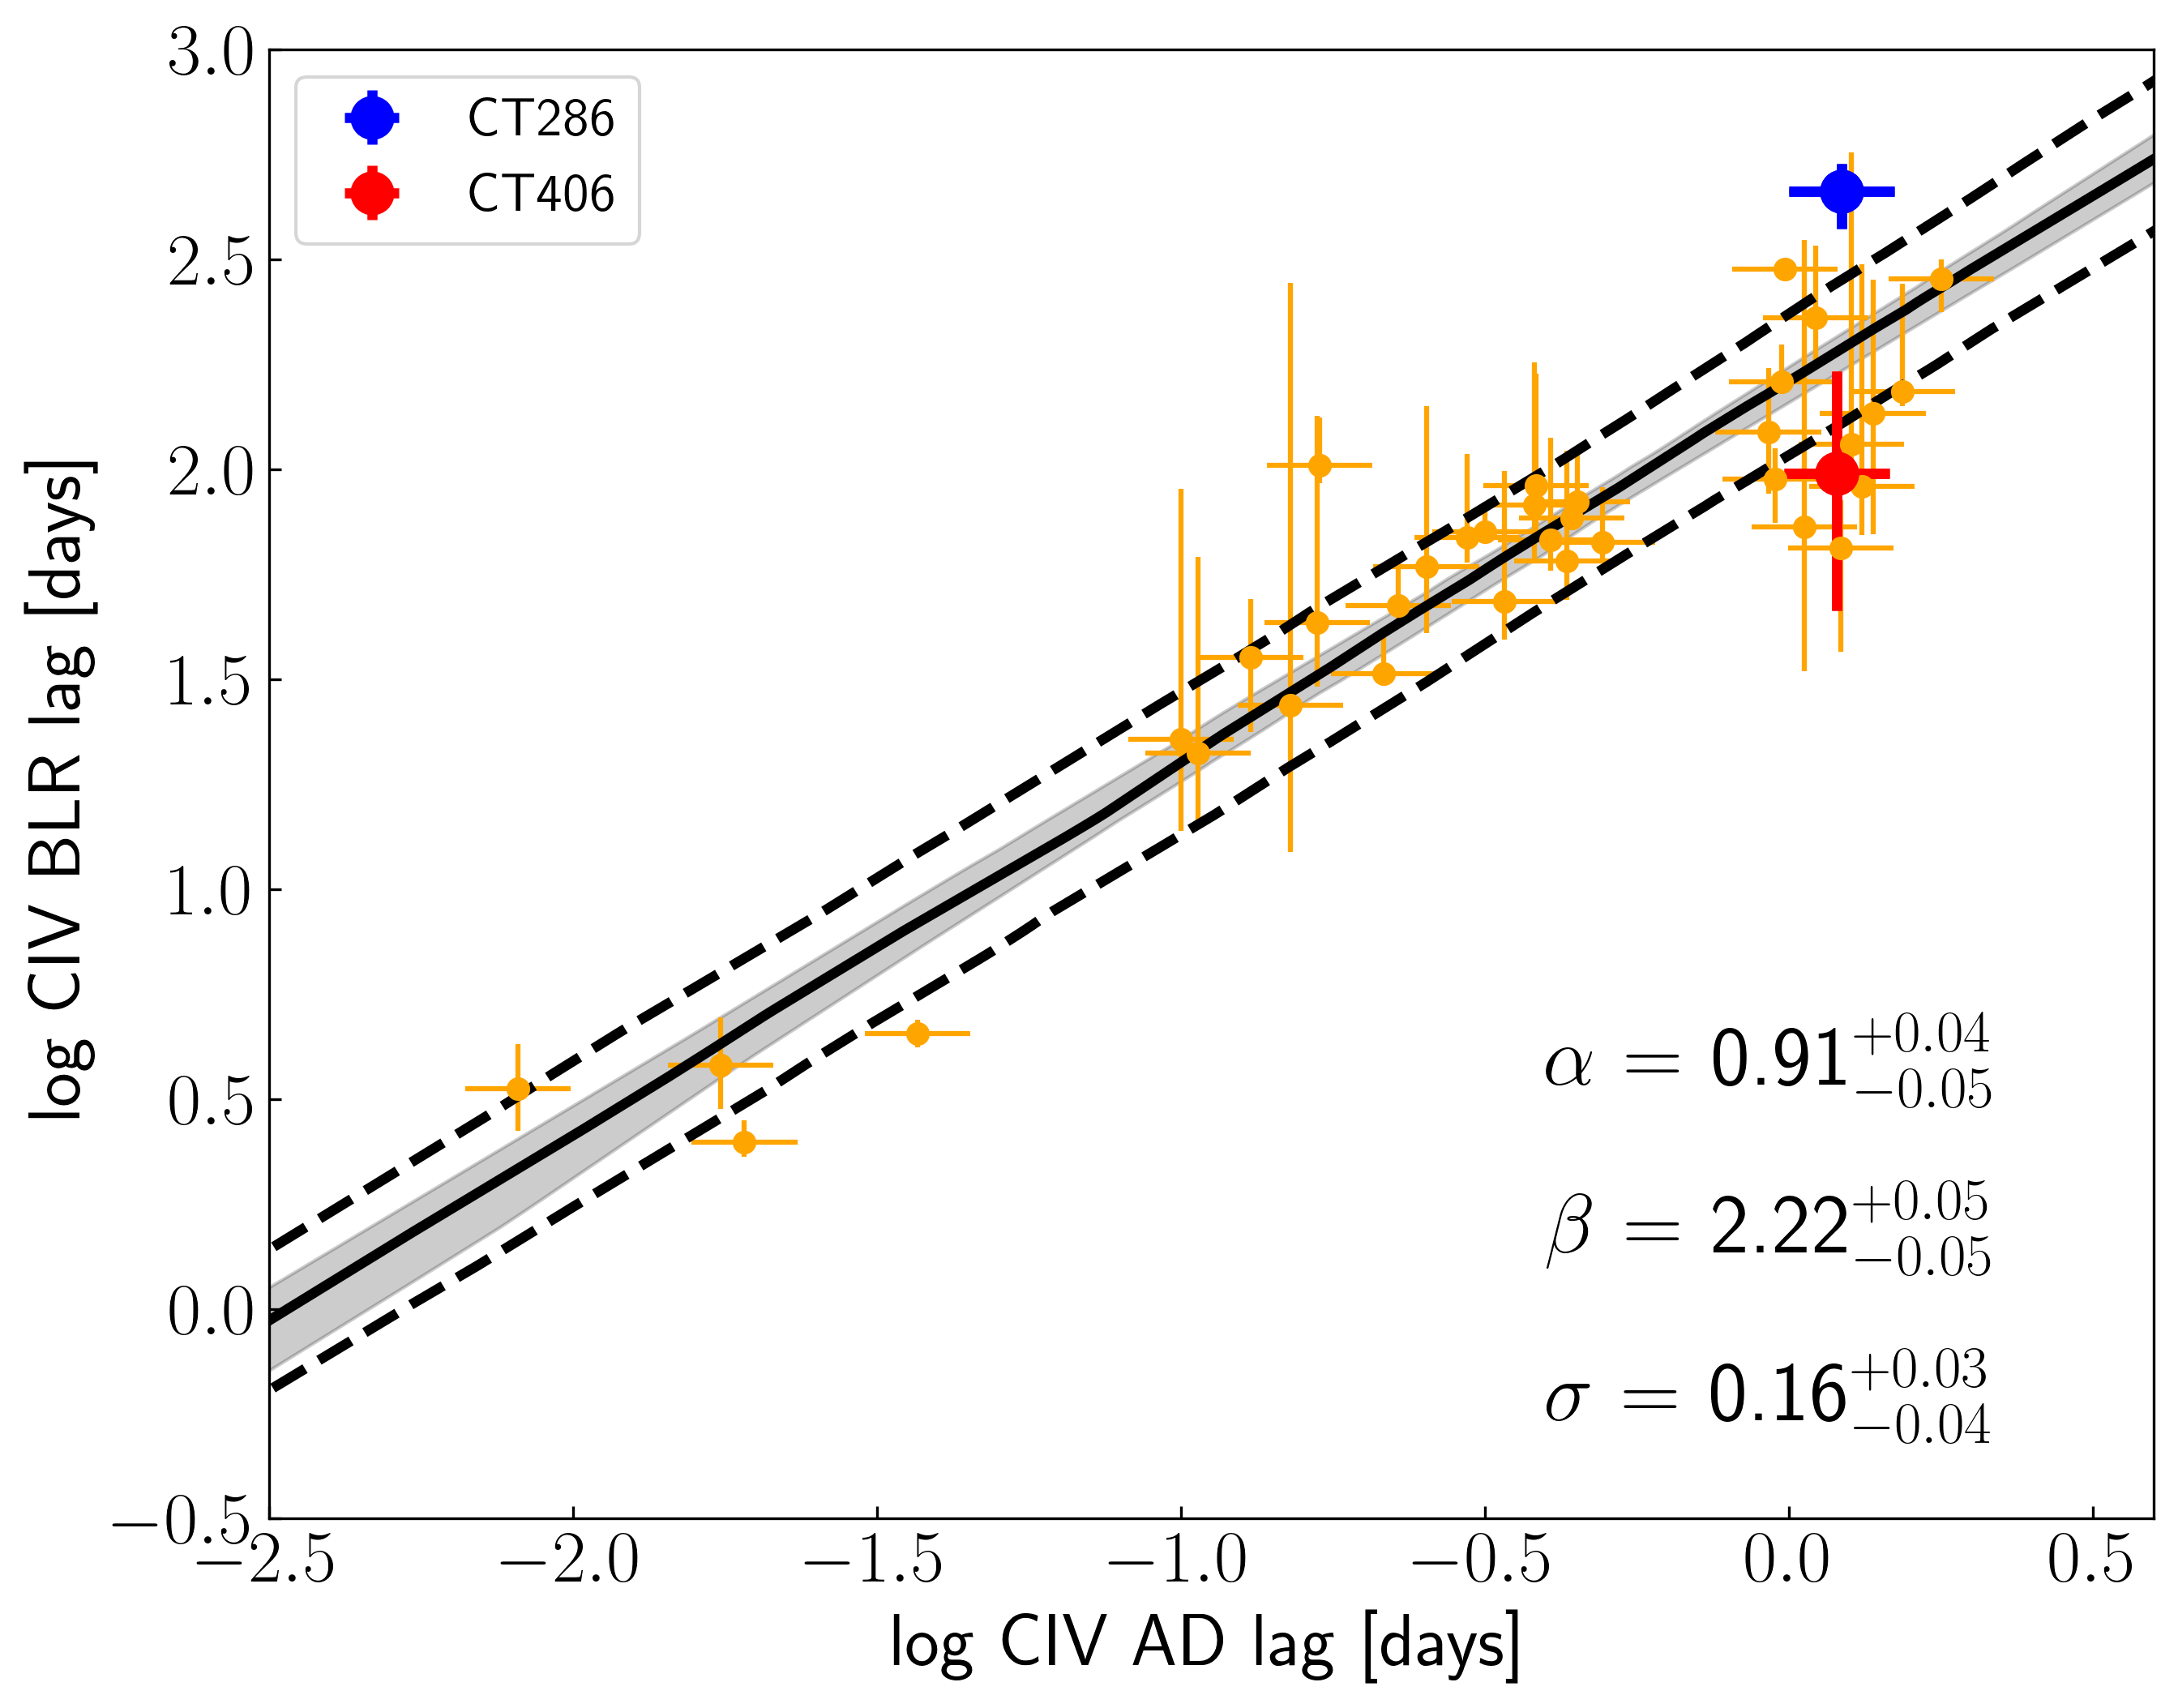 3.0
2.5
2.0
1.5
1.0
0.5
0.0
−0.5
log CIV BLR lag [days]
CT286
CT406
α = 0.91 +0.04 −0.05
β = 2.22 +0.05 −0.05
σ = 0.16 +0.03 −0.04
−2.5 −2.0 −1.5 −1.0 −0.5 0.0 0.5
log CIV AD lag [days]